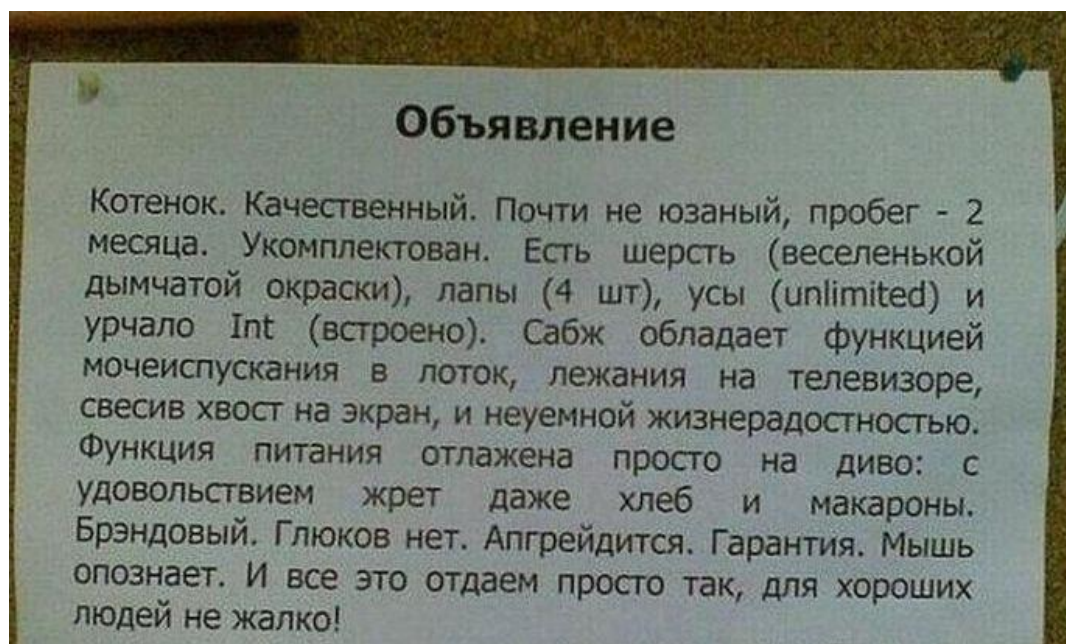 Объявление
Котенок. Качественный. Почти не юзаный, пробег - 2
месяца. Укомплектован. Есть шерсть (веселенькой
дымчатой окраски), лапы (4 шт), усы (unlimited) и
урчало Int (встроено). Сабж обладает функцией
мочеиспускания в лоток, лежания на телевизоре,
свесив хвост на экран, и неуемной жизнерадостностью.
Функция питания отлажена просто на диво: с
удовольствием жрет даже хлеб и макароны.
Брэндовый. Глюков нет. Апгрейдится. Гарантия. Мышь
опознает. И все это отдаем просто так, для хороших
людей не жалко!